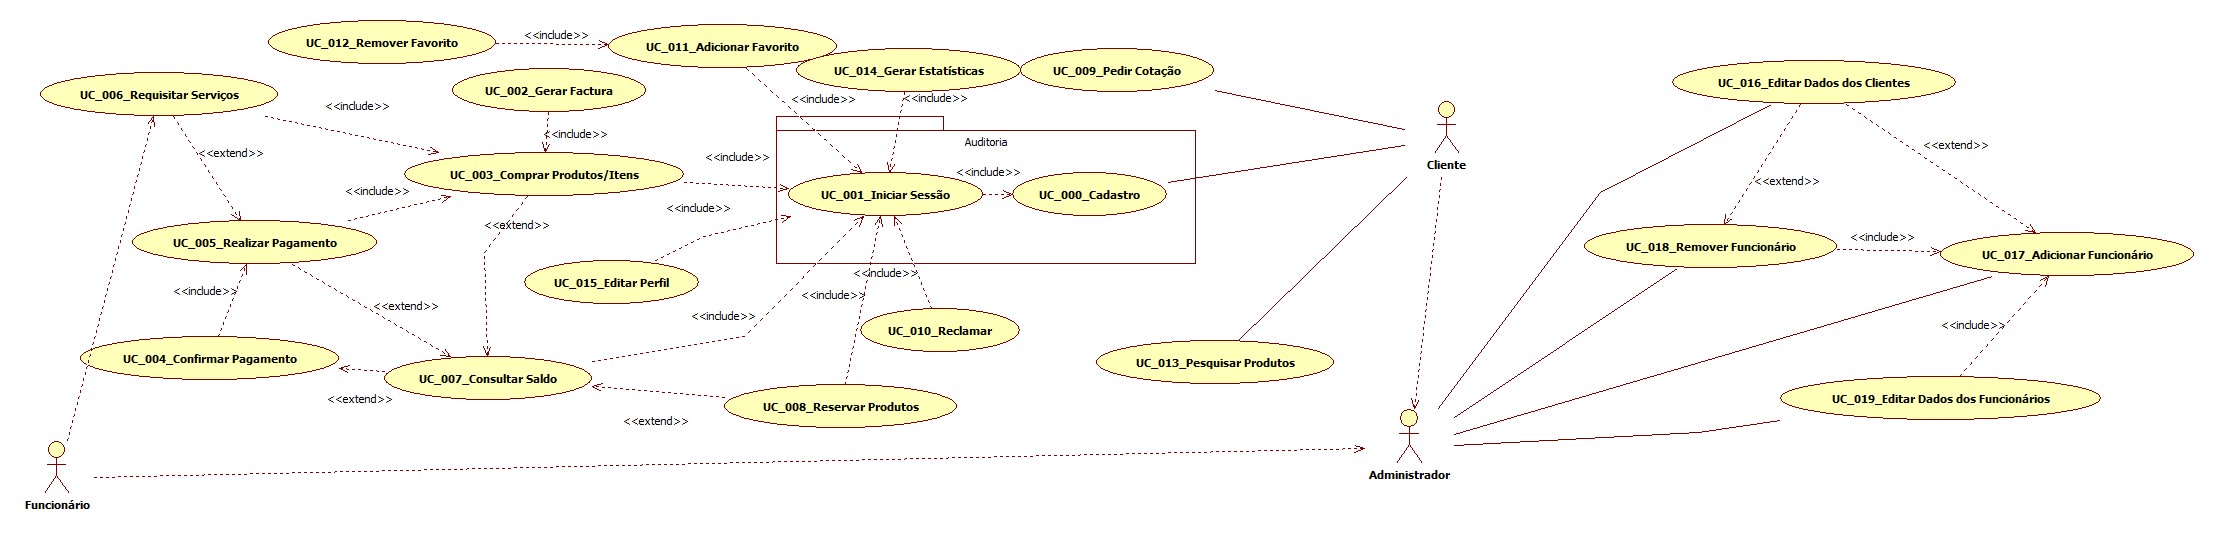 UC_012_Remover Favorito
<<include>>
UC_011_Adicionar Favorito
UC_014_Gerar Estatísticas
UC_009_Pedir Cotação
UC_016_Editar Dados dos Clientes
UC_006_Requisitar Serviços
UC_002_Gerar Factura
<<include>>
<<include>>
<<include>>
<<include>>
<<extend>>
Auditoria
<<extend>>
Cliente
UC_003_Comprar Produtos/Itens
<<include>>
<<include>>
UC_001_Iniciar Sessão
UC_000_Cadastro
<<extend>>
<<include>>
<<include>>
<<extend>>
UC_005_Realizar Pagamento
UC_018_Remover Funcionário
<<include>>
UC_017_Adicionar Funcionário
<<include>>
UC_015_Editar Perfil
<<include>>
<<include>>
<<extend>>
<<include>>
UC_010_Reclamar
<<include>>
UC_004_Confirmar Pagamento
UC_013_Pesquisar Produtos
UC_007_Consultar Saldo
<<extend>>
UC_008_Reservar Produtos
<<extend>>
UC_019_Editar Dados dos Funcionários
Administrador
Funcionário